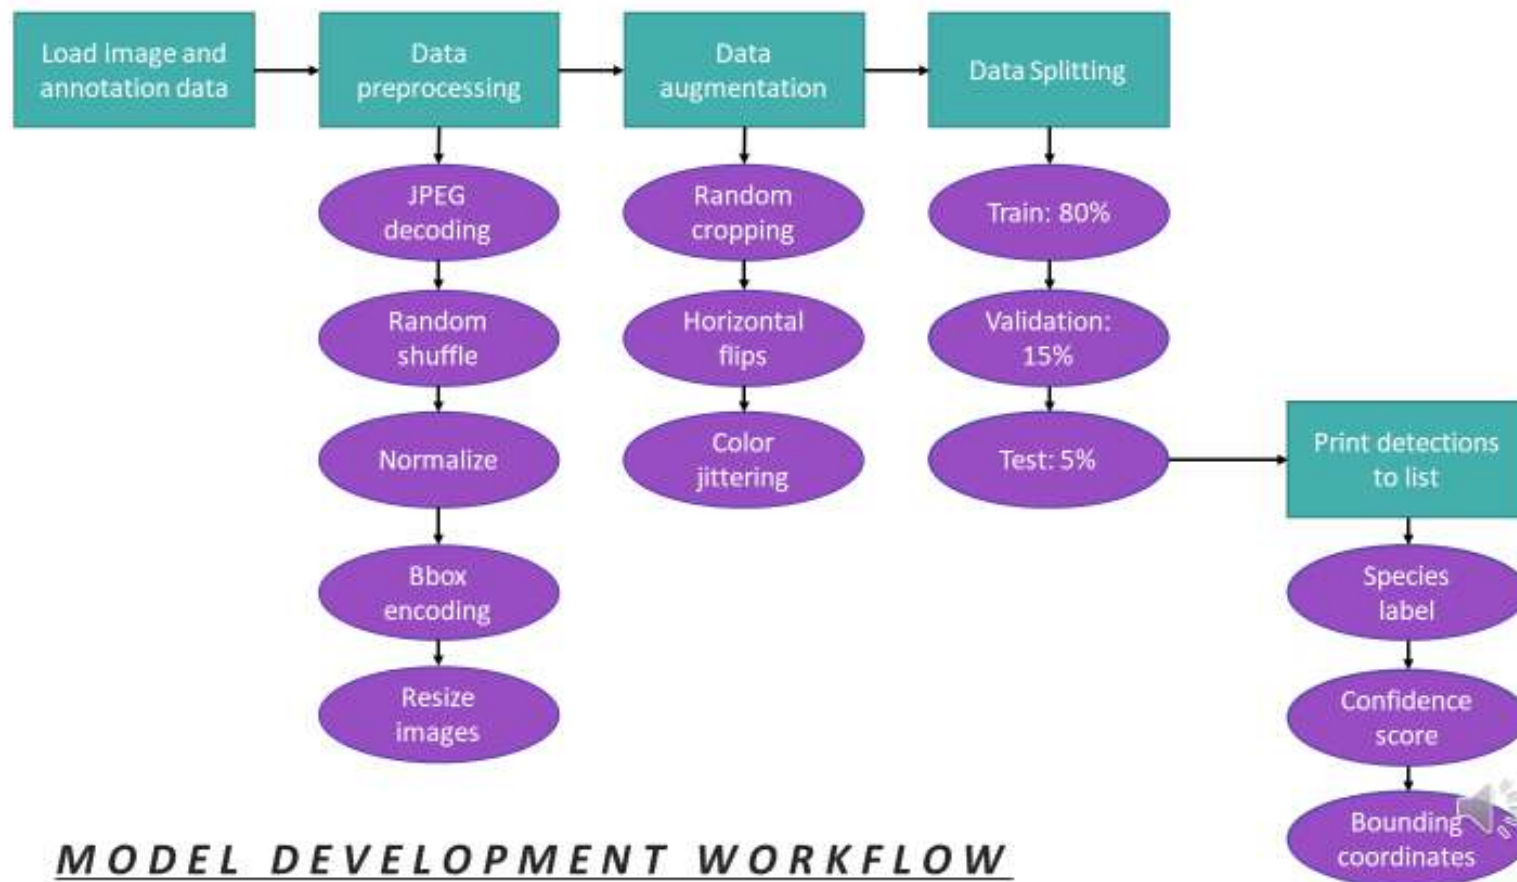 Load image and
annotation data
Data
preprocessing
Data
augmentation
Data Splitting
JPEG
decoding
Random
shuffle
Normalize
Bbox
encoding
Resize
images
Random
cropping
Horizontal
flips
Color
jittering
Train: 80%
Validation:
15%
Test: 5%
Print detections
to list
Species
label
Confidence
score
Bounding
coordinates
MODEL DEVELOPMENT WORKFLOW